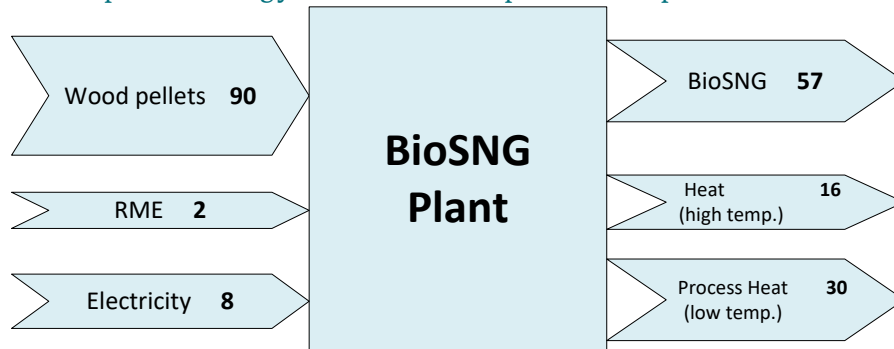 Wood pellets 90
RME 2
Electricity 8
BioSNG
Plant
BioSNG 57
Heat 16
(high temp.)
Process Heat 30
(low temp.)